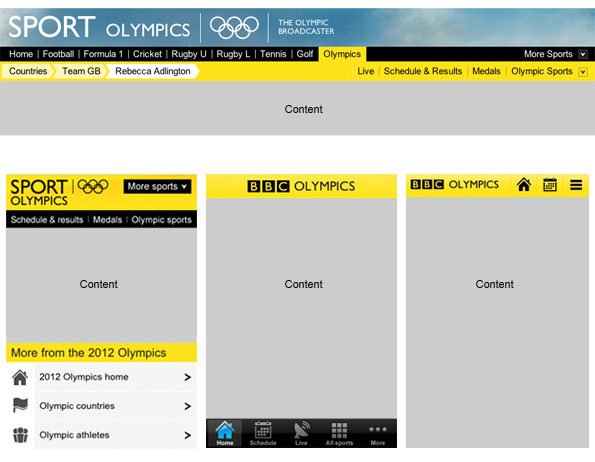 SPORT OLYMPICS THE OLYMPIC
BROADCASTER
Home Football Formula 1 Cricket Rugby U Rugby L Tennis Golf Olympics More Sports
Countries Team GB Rebecca Adlington Live Schedule & Results Medals Olympic Sports
Content
SPORT
OLYMPICS
More sports
Schedule & results Medals Olympic sports
Content
More from the 2012 Olympics
2012 Olympics home
Olympic countries
Olympic athletes
BBC OLYMPICS
Content
Home Schedule Live All sports More
BBC OLYMPICS
Content